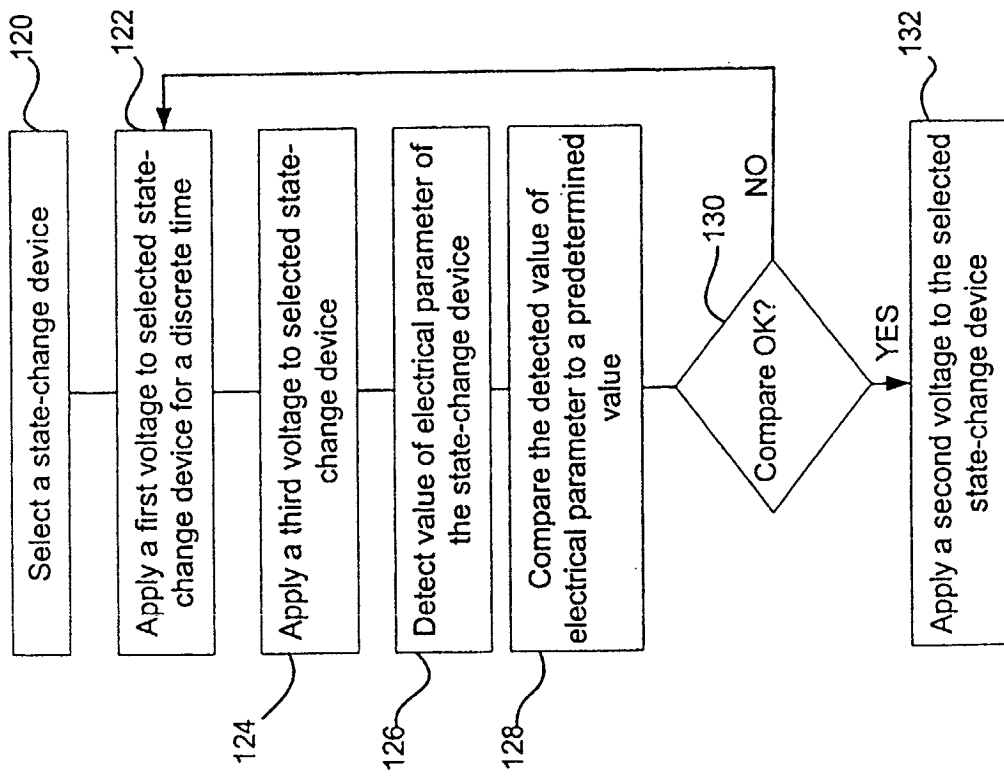 120
Select a state-change device
122
Apply a first voltage to selected state-
change device for a discrete time
124
Apply a third voltage to selected state-
change device
126
Detect value of electrical parameter of
the state-change device
128
Compare the detected value of
electrical parameter to a predetermined
value
130
Compare OK?
NO
YES
132
Apply a second voltage to the selected
state-change device